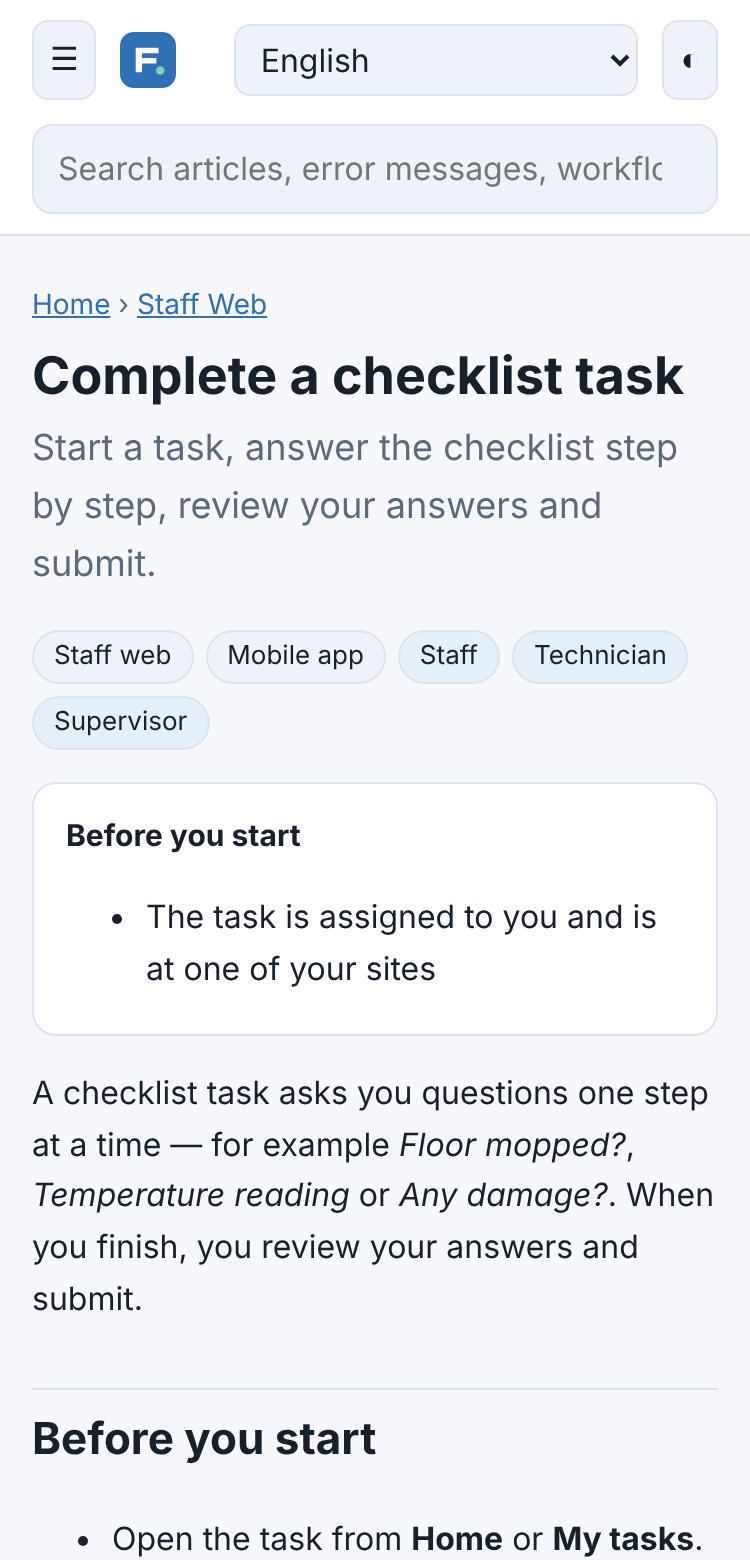 ☰ F. English
Search articles, error messages, workflo
Home › Staff Web
Complete a checklist task
Start a task, answer the checklist step
by step, review your answers and
submit.
Staff web Mobile app Staff Technician
Supervisor
Before you start
• The task is assigned to you and is
at one of your sites
A checklist task asks you questions one step
at a time — for example Floor mopped?,
Temperature reading or Any damage?. When
you finish, you review your answers and
submit.
Before you start
• Open the task from Home or My tasks.